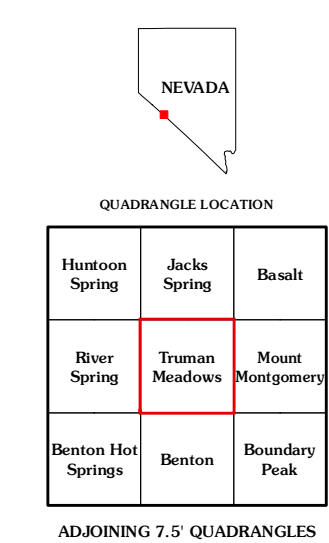 NEVADA
QUADRANGLE LOCATION
Huntoon
Spring
Jacks
Spring
Basalt
River
Spring
Truman
Meadows
Mount
Montgomery
Benton Hot
Springs
Benton
Boundary
Peak
ADJOINING 7.5' QUADRANGLES